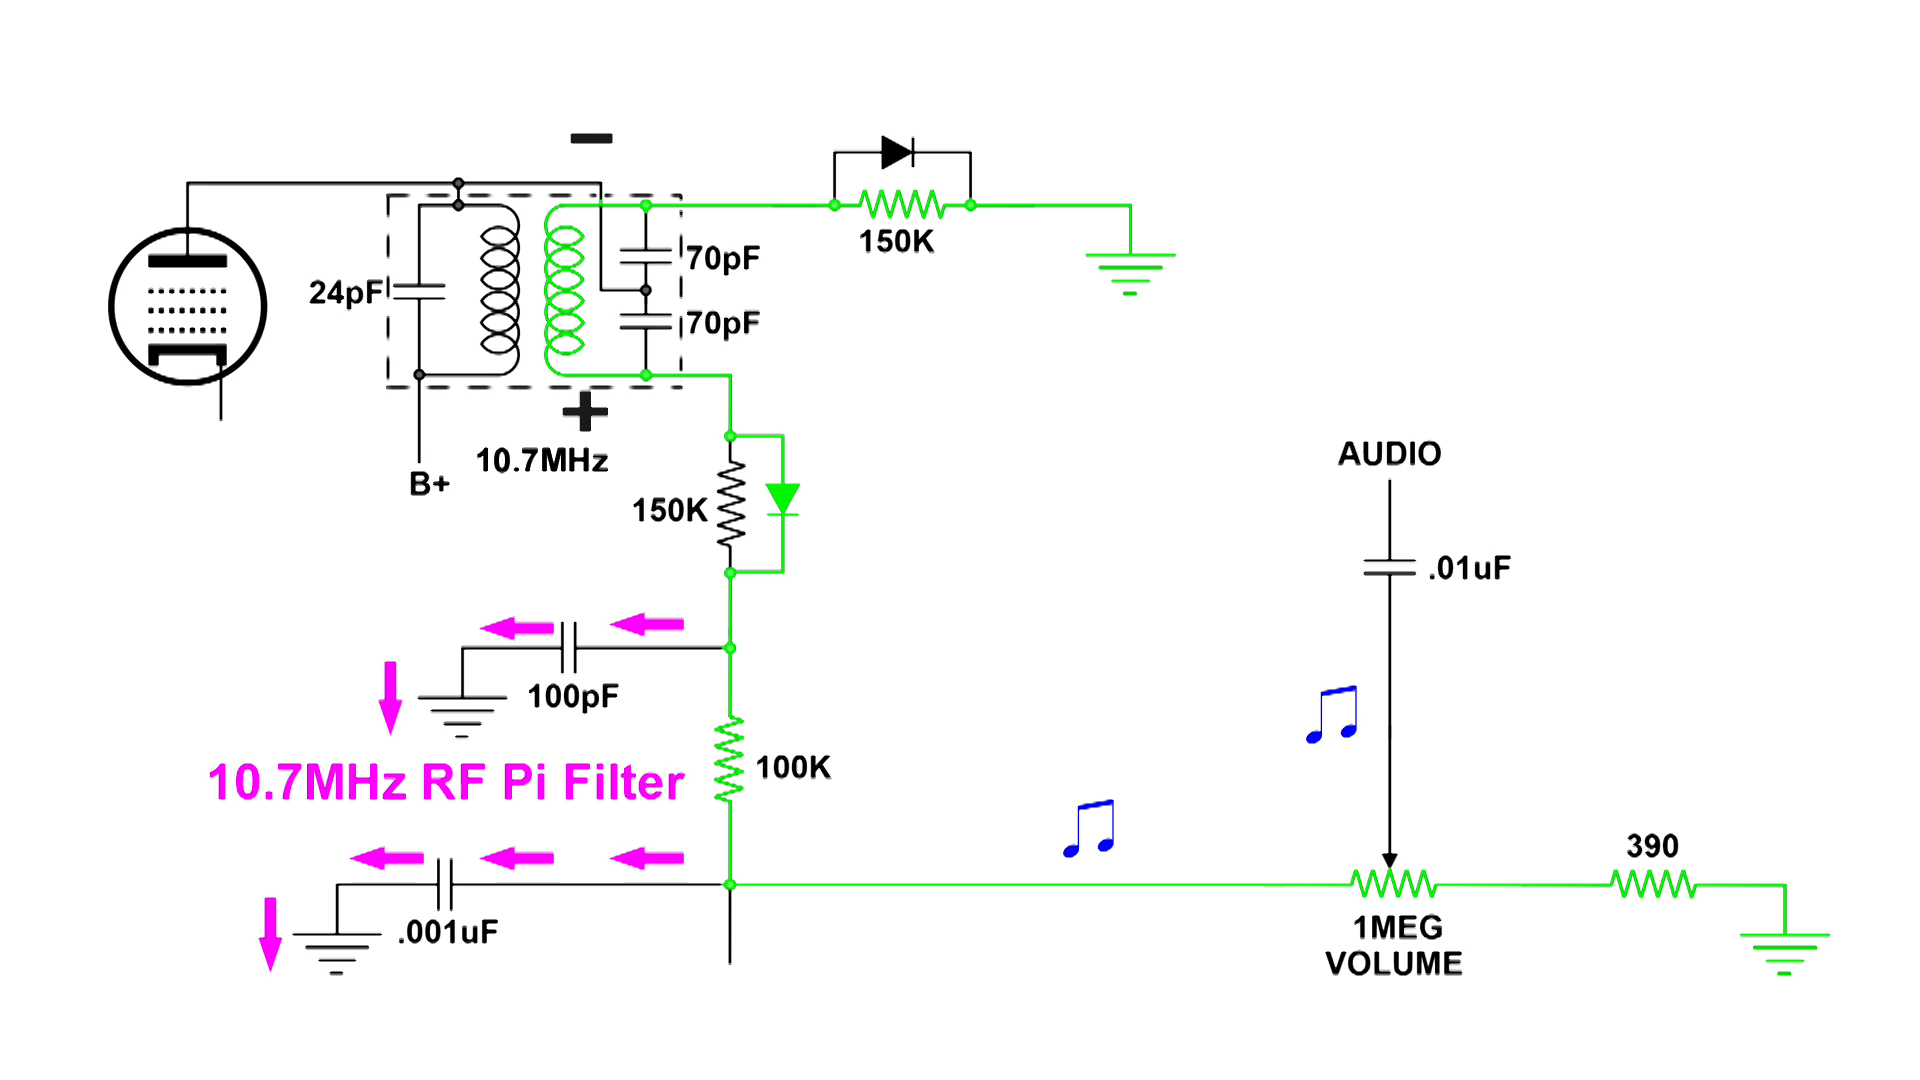 150K
24pF
70pF
70pF
10.7MHz
B+
150K
AUDIO
.01uF
100pF
10.7MHz RF Pi Filter
100K
390
.001uF
1MEG
VOLUME